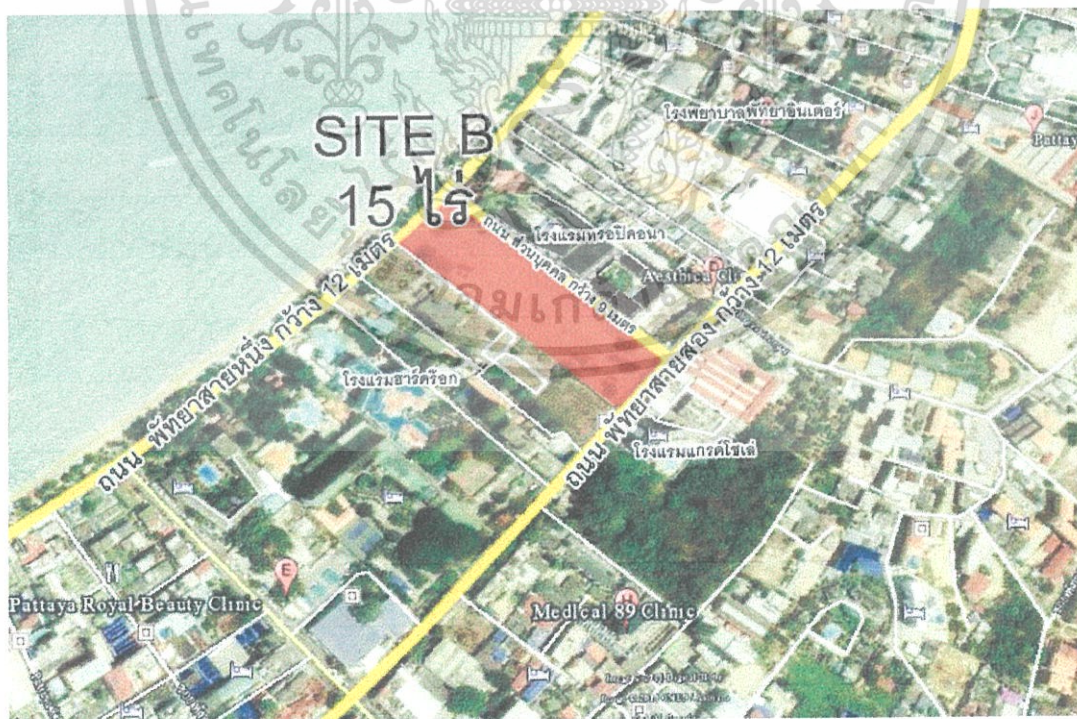 SITE B
15 ไร่
โรงพยาบาลพัทยาอินเตอร์
Pattay
ถนน ส่วนบุคคล กว้าง 9 เมตร
โรงแรมทรอปิคอนา
Aesthica Cli
ถนน พัทยาสายหนึ่ง กว้าง 12 เมตร
ถนน พัทยาสายสอง กว้าง 12 เมตร
โรงแรมฮาร์ดร็อก
โรงแรมแกรดโซเล่
E
Pattaya Royal Beauty Clinic
Medical 89 Clinic